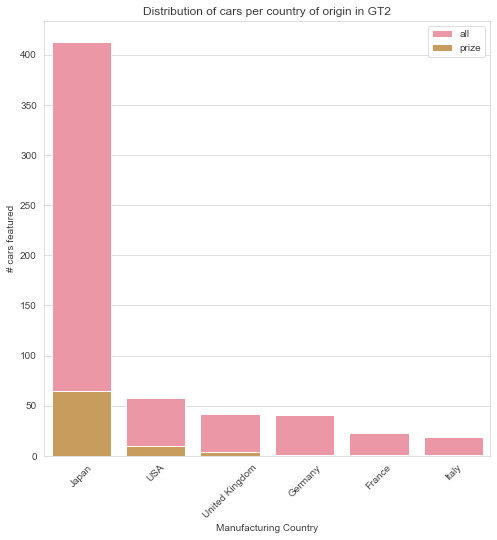 Distribution of cars per country of origin in GT2
all
prize
400
350
300
250
200
150
100
50
0
# cars featured
Japan
USA
United Kingdom
Germany
France
Italy
Manufacturing Country